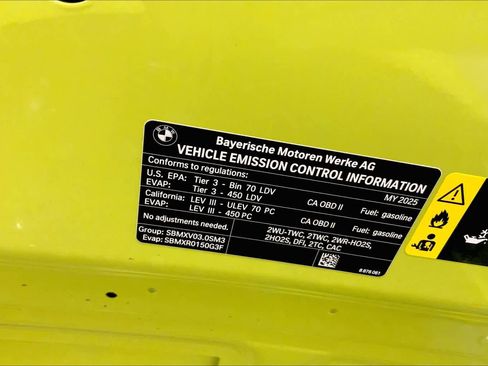 BMW
Bayerische Motoren Werke AG
VEHICLE EMISSION CONTROL INFORMATION
Conforms to regulations: MY 2025
U.S. EPA: Tier 3 - Bin 70 LDV CA OBD II Fuel: gasoline
EVAP: Tier 3 - 450 LDV
California: LEV III - ULEV 70 PC CA OBD II Fuel: gasoline
EVAP: LEV III - 450 PC
No adjustments needed. 2WU-TWC, 2TWC, 2WR-HO2S,
Group: SBMXV03.0SM3 2HO2S, DFI, 2TC, CAC
Evap: SBMXR0150G3F